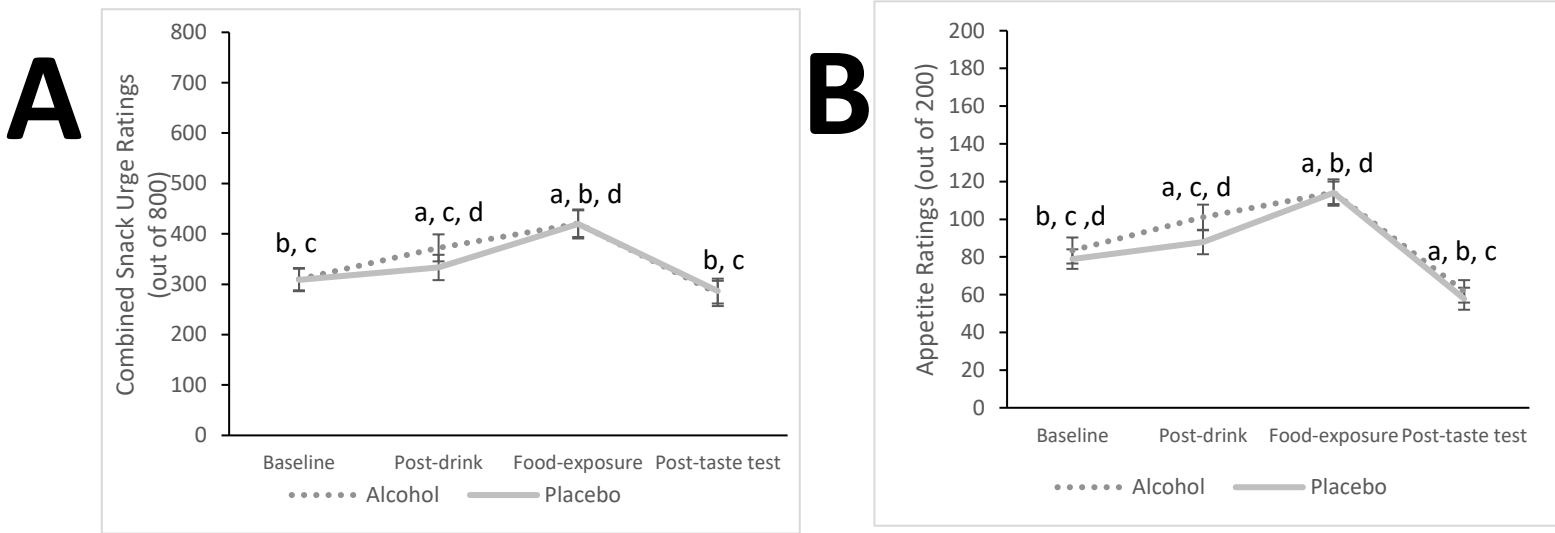 A
Combined Snack Urge Ratings
(out of 800)
800
700
600
500
400
300
200
100
0
b, c
a, c, d
a, b, d
b, c
Baseline
Post-drink
Food-exposure
Post-taste test
Alcohol
Placebo
B
Appetite Ratings (out of 200)
200
180
160
140
120
100
80
60
40
20
0
b, c ,d
a, c, d
a, b, d
a, b, c
Baseline
Post-drink
Food-exposure
Post-taste test
Alcohol
Placebo